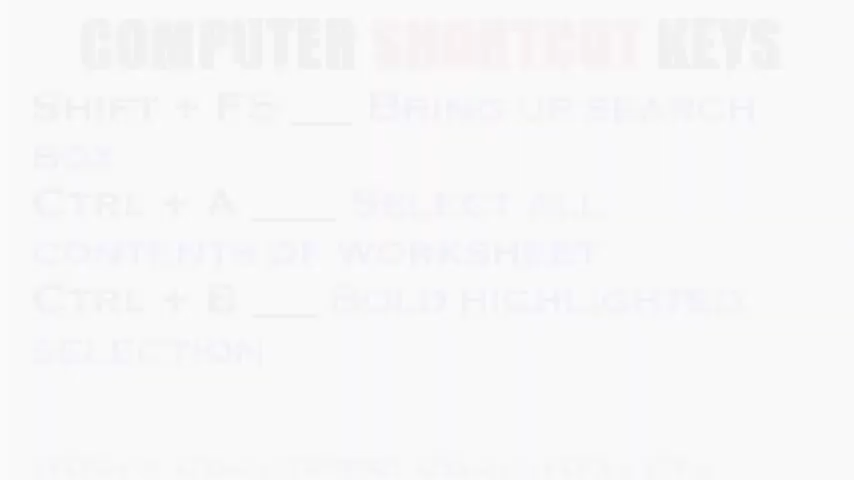 COMPUTER SHORTCUT KEYS
SHIFT + F5 ___ BRING UP SEARCH
BOX
CTRL + A ____ SELECT ALL
CONTENTS OF WORKSHEET
CTRL + B ___ BOLD HIGHLIGHTED
SELECTION